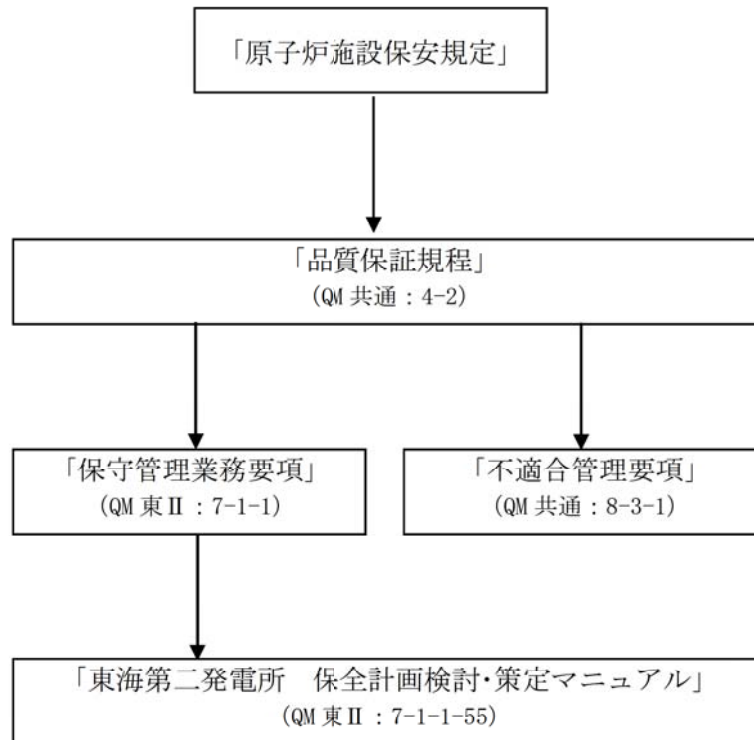 「原子炉施設保安規定」
「品質保証規程」
(QM 共通：4-2)
「保守管理業務要項」
(QM 東Ⅱ：7-1-1)
「不適合管理要項」
(QM 共通：8-3-1)
「東海第二発電所　保全計画検討・策定マニュアル」
(QM 東Ⅱ：7-1-1-55)